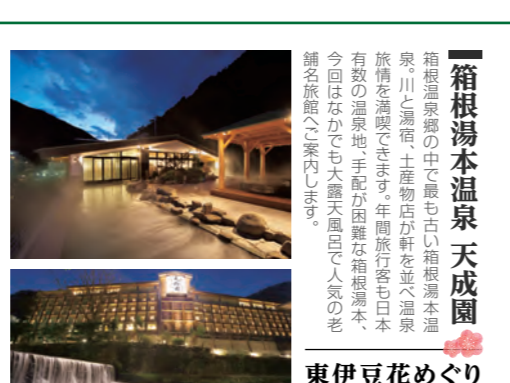 箱根湯本温泉 天成園
箱根温泉郷の中で最も古い箱根湯本温
泉。川と湯宿、土産物店が軒を並べ温泉
旅情を満喫できます。年間旅行客も日本
有数の温泉地、手配が困難な箱根湯本、
今回はなかでも大露天風呂で人気の老
舗名旅館へご案内します。
東伊豆花めぐり